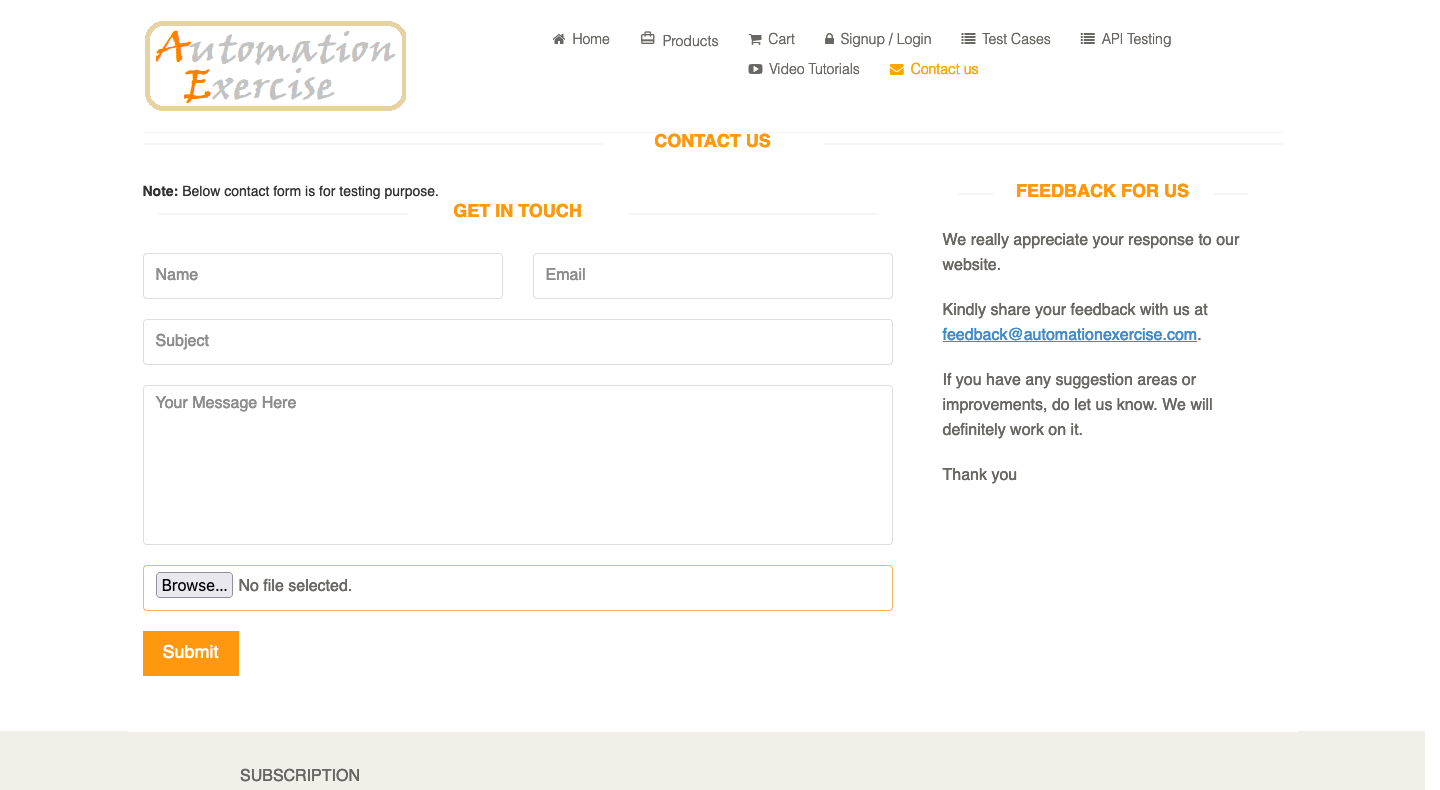 Automation
Exercise
Home Products Cart Signup / Login Test Cases API Testing
Video Tutorials Contact us
CONTACT US
Note: Below contact form is for testing purpose.
GET IN TOUCH
Name Email
Subject
Your Message Here
Browse... No file selected.
Submit
FEEDBACK FOR US
We really appreciate your response to our
website.
Kindly share your feedback with us at
feedback@automationexercise.com.
If you have any suggestion areas or
improvements, do let us know. We will
definitely work on it.
Thank you
SUBSCRIPTION